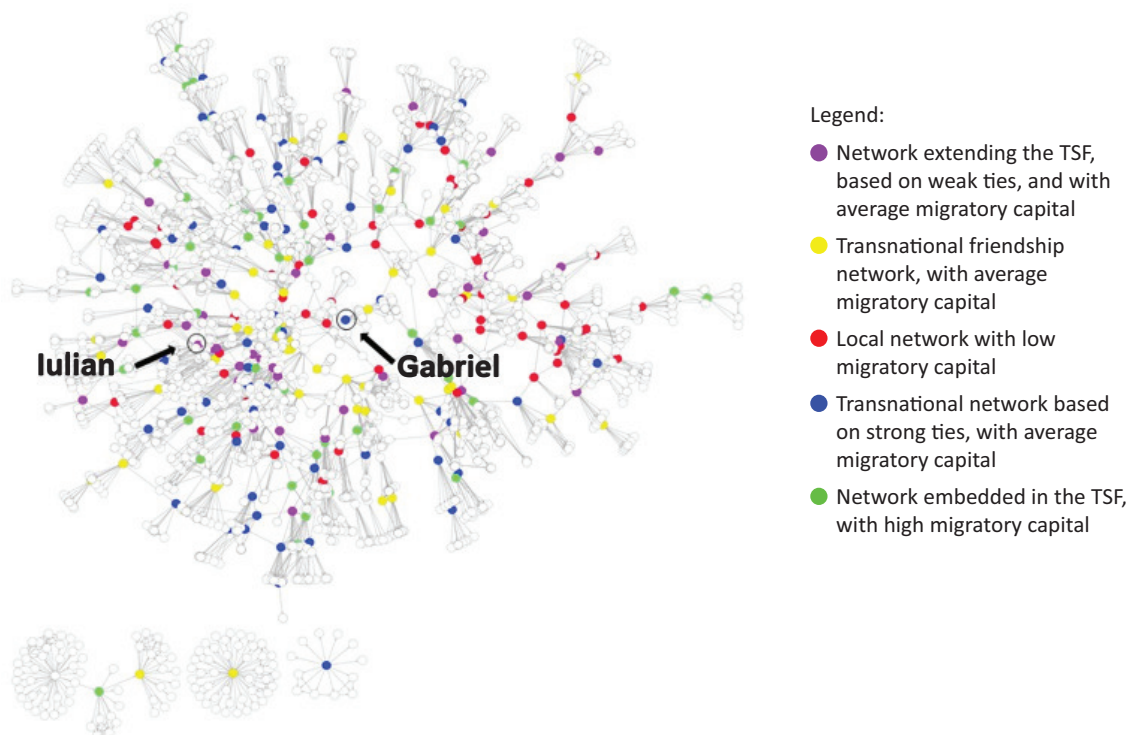 Legend:
Network extending the TSF,
based on weak ties, and with
average migratory capital
Transnational friendship
network, with average
migratory capital
Local network with low
migratory capital
Transnational network based
on strong ties, with average
migratory capital
Network embedded in the TSF,
with high migratory capital
Iulian
Gabriel